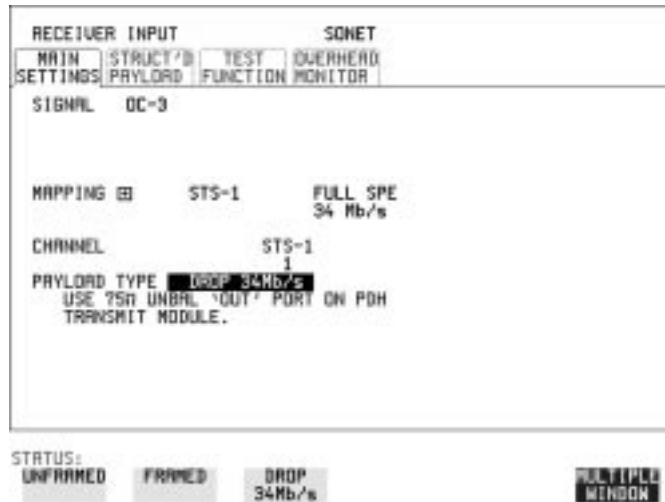 RECEIVER INPUT SONET
MAIN SETTINGS STRUCT'D PAYLOAD TEST FUNCTION OVERHEAD MONITOR
SIGNAL OC-3
MAPPING ⊞ STS-1 FULL SPE
34 Mb/s
CHANNEL STS-1
1
PAYLOAD TYPE DROP 34Mb/s
USE 75Ω UNBAL 'OUT' PORT ON PDH
TRANSMIT MODULE.
STATUS:
UNFRAMED FRAMED DROP 34Mb/s MULTIPLE WINDOW